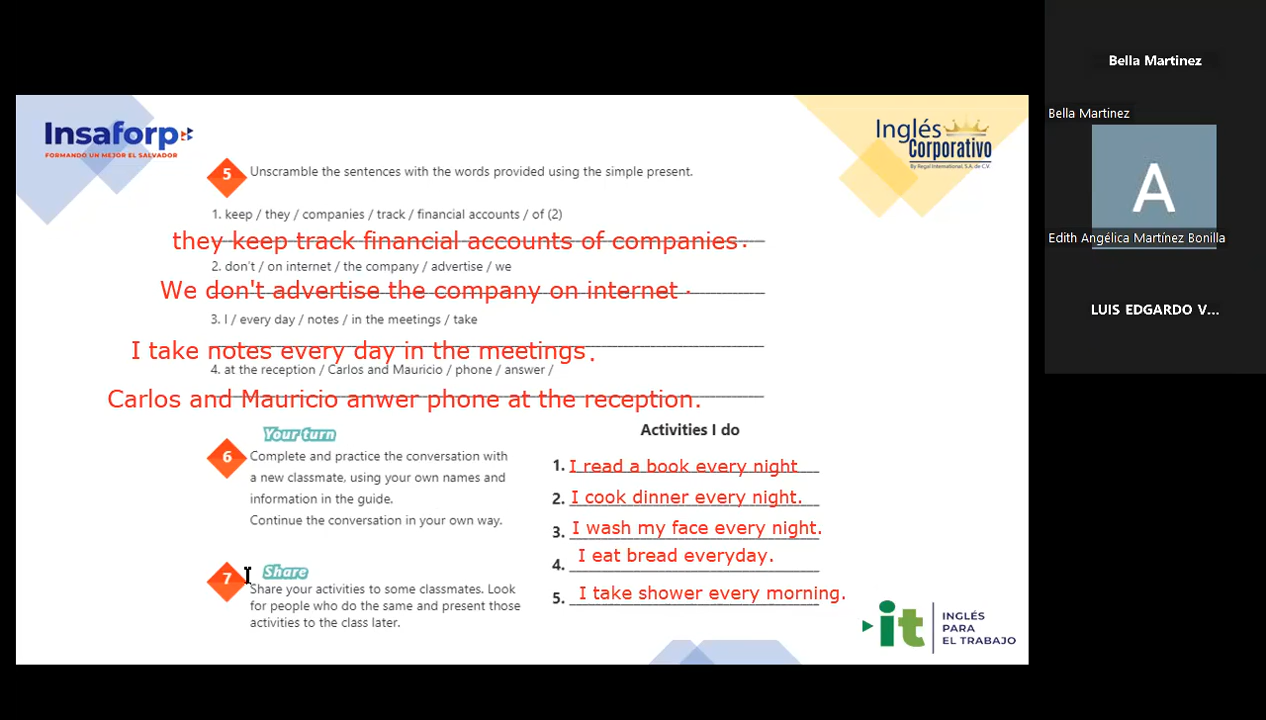 Bella Martinez
Bella Martinez
A
Edith Angélica Martínez Bonilla
LUIS EDGARDO V...
Insaforp
FORMANDO UN MEJOR EL SALVADOR
Inglés
Corporativo
By Regal International, S.A. de C.V.
5 Unscramble the sentences with the words provided using the simple present.
1. keep / they / companies / track / financial accounts / of (2)
they keep track financial accounts of companies.
2. don't / on internet / the company / advertise / we
We don't advertise the company on internet .
3. I / every day / notes / in the meetings / take
I take notes every day in the meetings.
4. at the reception / Carlos and Mauricio / phone / answer /
Carlos and Mauricio anwer phone at the reception.
6 Your turn
Complete and practice the conversation with
a new classmate, using your own names and
information in the guide.
Continue the conversation in your own way.
7 Share
Share your activities to some classmates. Look
for people who do the same and present those
activities to the class later.
Activities I do
1. I read a book every night
2. I cook dinner every night.
3. I wash my face every night.
4. I eat bread everyday.
5. I take shower every morning.
it
INGLÉS
PARA
EL TRABAJO